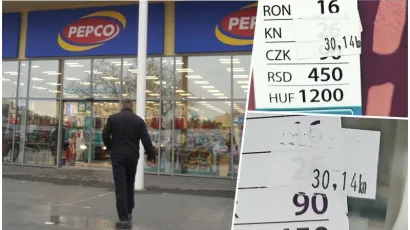 PEPCO
PEPCO
RON 16
KN
30,14kn
CZK
RSD 450
HUF 1200
30,14kn
90